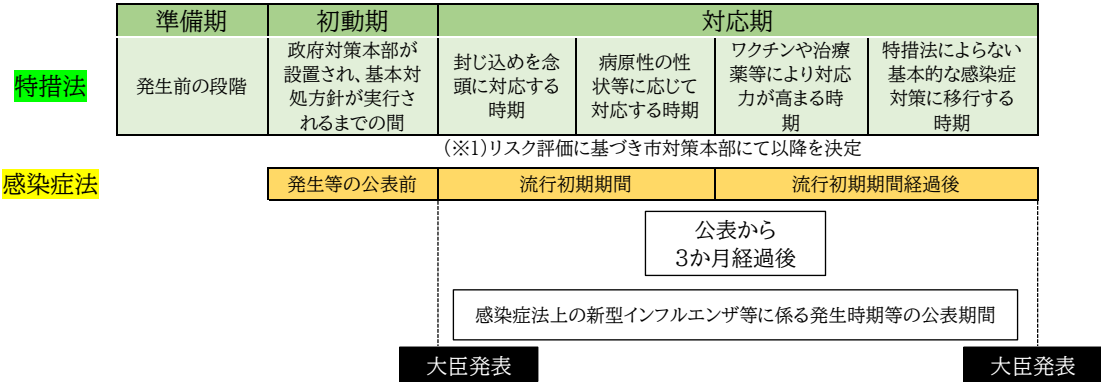 準備期
初動期
対応期
特措法
発生前の段階
政府対策本部が
設置され、基本対
処方針が実行さ
れるまでの間
封じ込めを念
頭に対応する
時期
病原性の性
状等に応じて
対応する時期
ワクチンや治療
薬等により対応
力が高まる時
期
特措法によらない
基本的な感染症
対策に移行する
時期
(※1)リスク評価に基づき市対策本部にて以降を決定
感染症法
発生等の公表前
流行初期期間
流行初期期間経過後
公表から
3か月経過後
感染症法上の新型インフルエンザ等に係る発生時期等の公表期間
大臣発表
大臣発表